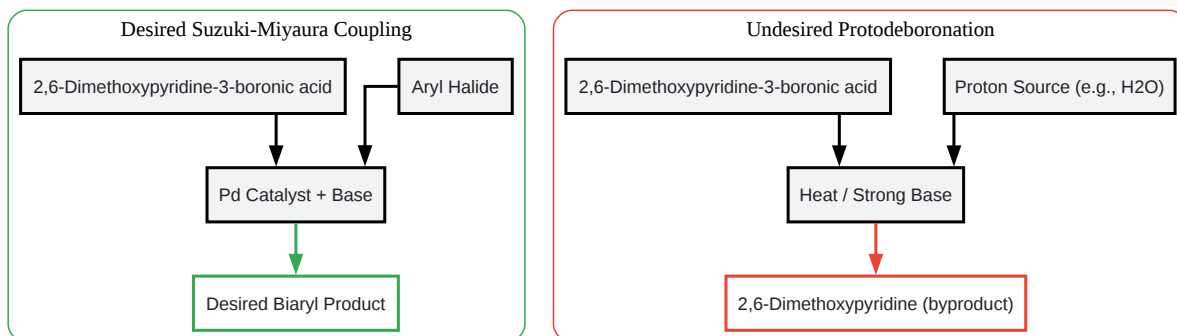 Desired Suzuki-Miyaura Coupling
2,6-Dimethoxypyridine-3-boronic acid
Aryl Halide
Pd Catalyst + Base
Desired Biaryl Product
Undesired Protodeboronation
2,6-Dimethoxypyridine-3-boronic acid
Proton Source (e.g., H2O)
Heat / Strong Base
2,6-Dimethoxypyridine (byproduct)